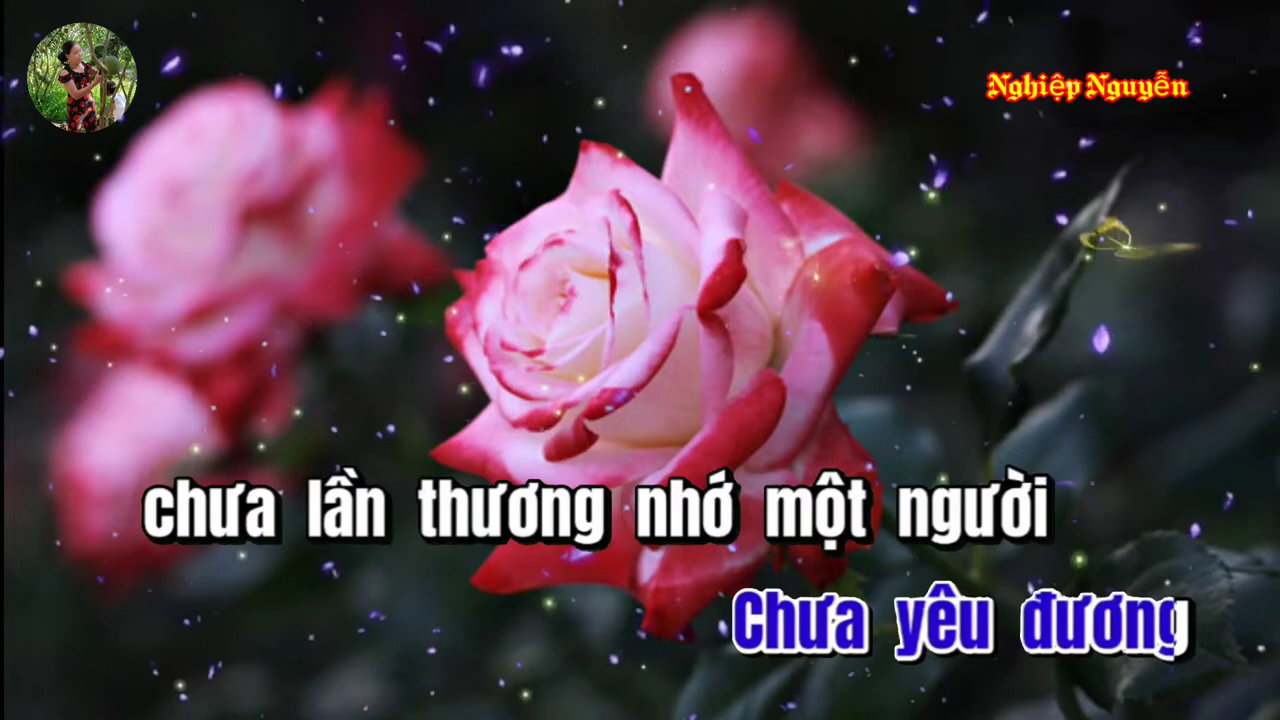 Nghiệp Nguyễn
chưa lần thương nhớ một người
Chưa yêu đương